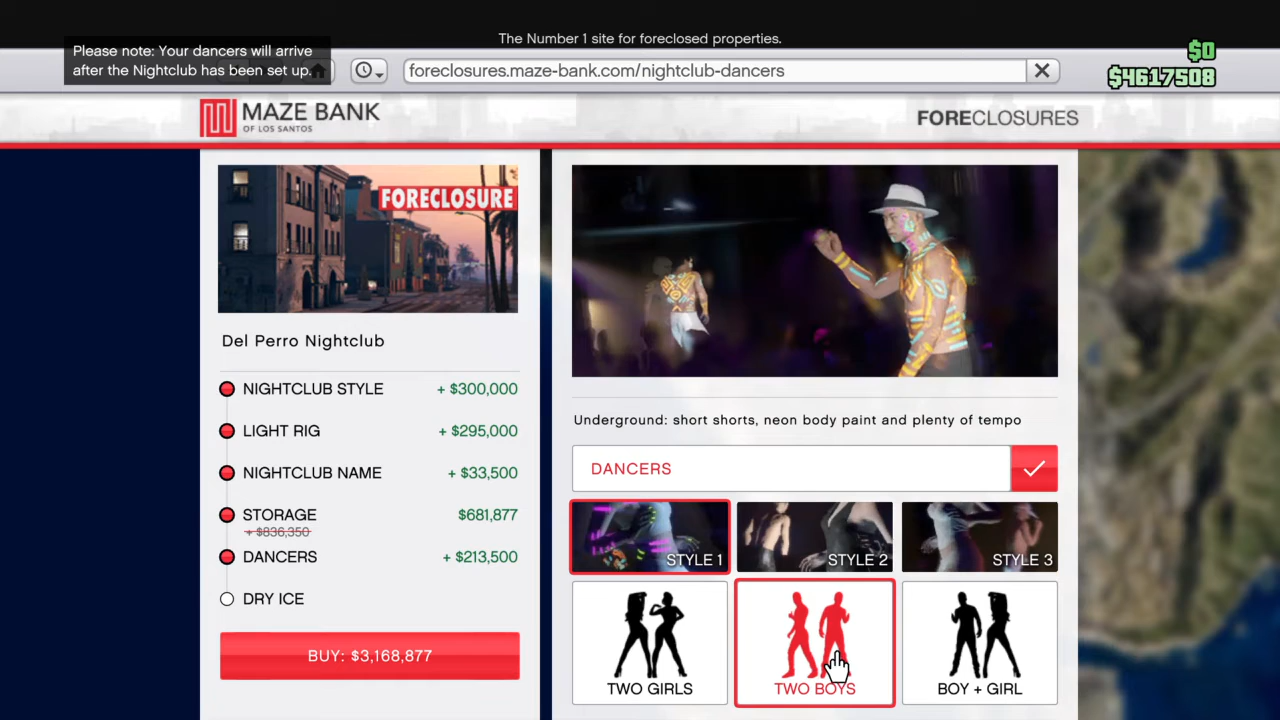 The Number 1 site for foreclosed properties.
Please note: Your dancers will arrive
after the Nightclub has been set up.
foreclosures.maze-bank.com/nightclub-dancers
$0
$4617508
MAZE BANK
OF LOS SANTOS
FORECLOSURES
FORECLOSURE
Del Perro Nightclub
NIGHTCLUB STYLE + $300,000
LIGHT RIG + $295,000
NIGHTCLUB NAME + $33,500
STORAGE $681,877
+ $836,350
DANCERS + $213,500
DRY ICE
BUY: $3,168,877
Underground: short shorts, neon body paint and plenty of tempo
DANCERS
STYLE 1 STYLE 2 STYLE 3
TWO GIRLS TWO BOYS BOY + GIRL